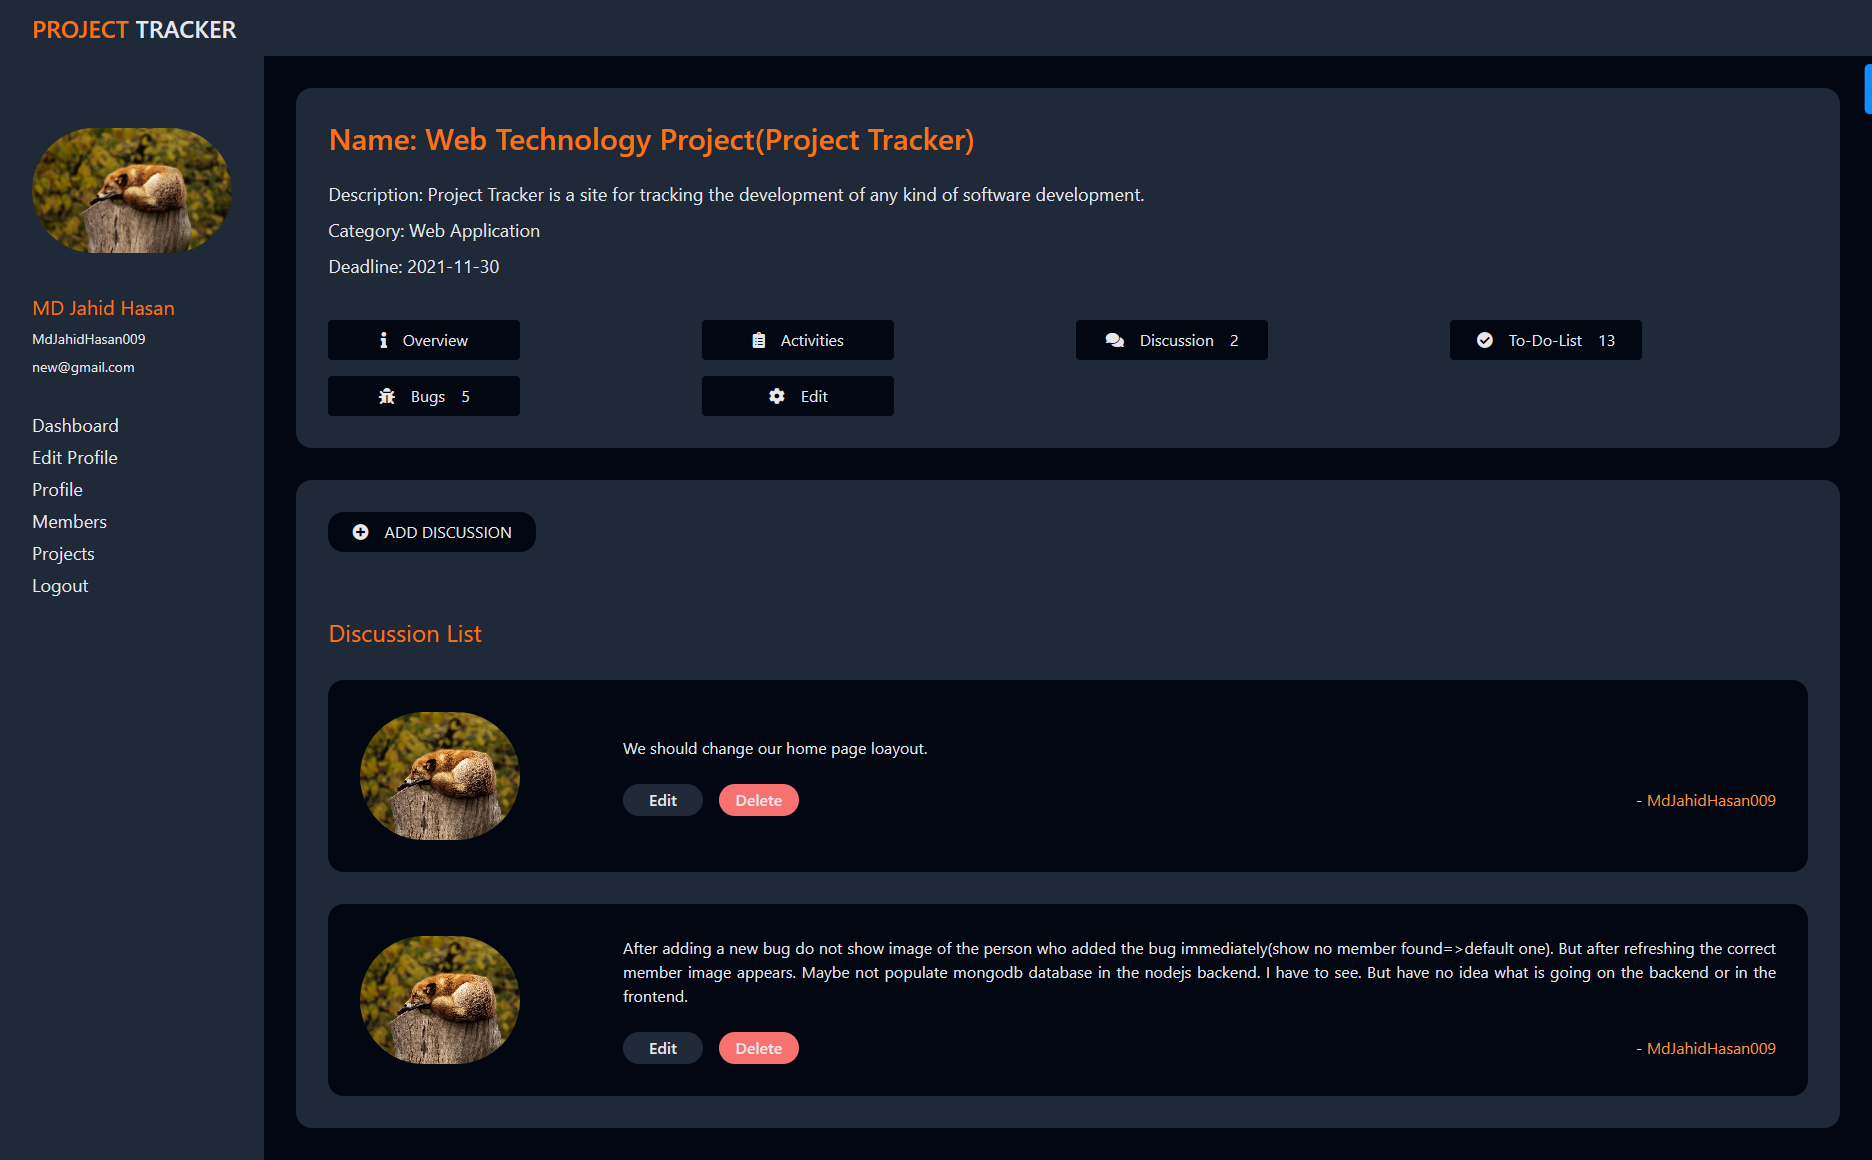 PROJECT TRACKER
MD Jahid Hasan
MdJahidHasan009
new@gmail.com
Dashboard
Edit Profile
Profile
Members
Projects
Logout
Name: Web Technology Project(Project Tracker)
Description: Project Tracker is a site for tracking the development of any kind of software development.
Category: Web Application
Deadline: 2021-11-30
Overview
Activities
Discussion 2
To-Do-List 13
Bugs 5
Edit
ADD DISCUSSION
Discussion List
We should change our home page loayout.
Edit
Delete
- MdJahidHasan009
After adding a new bug do not show image of the person who added the bug immediately(show no member found=>default one). But after refreshing the correct
member image appears. Maybe not populate mongodb database in the nodejs backend. I have to see. But have no idea what is going on the backend or in the
frontend.
Edit
Delete
- MdJahidHasan009